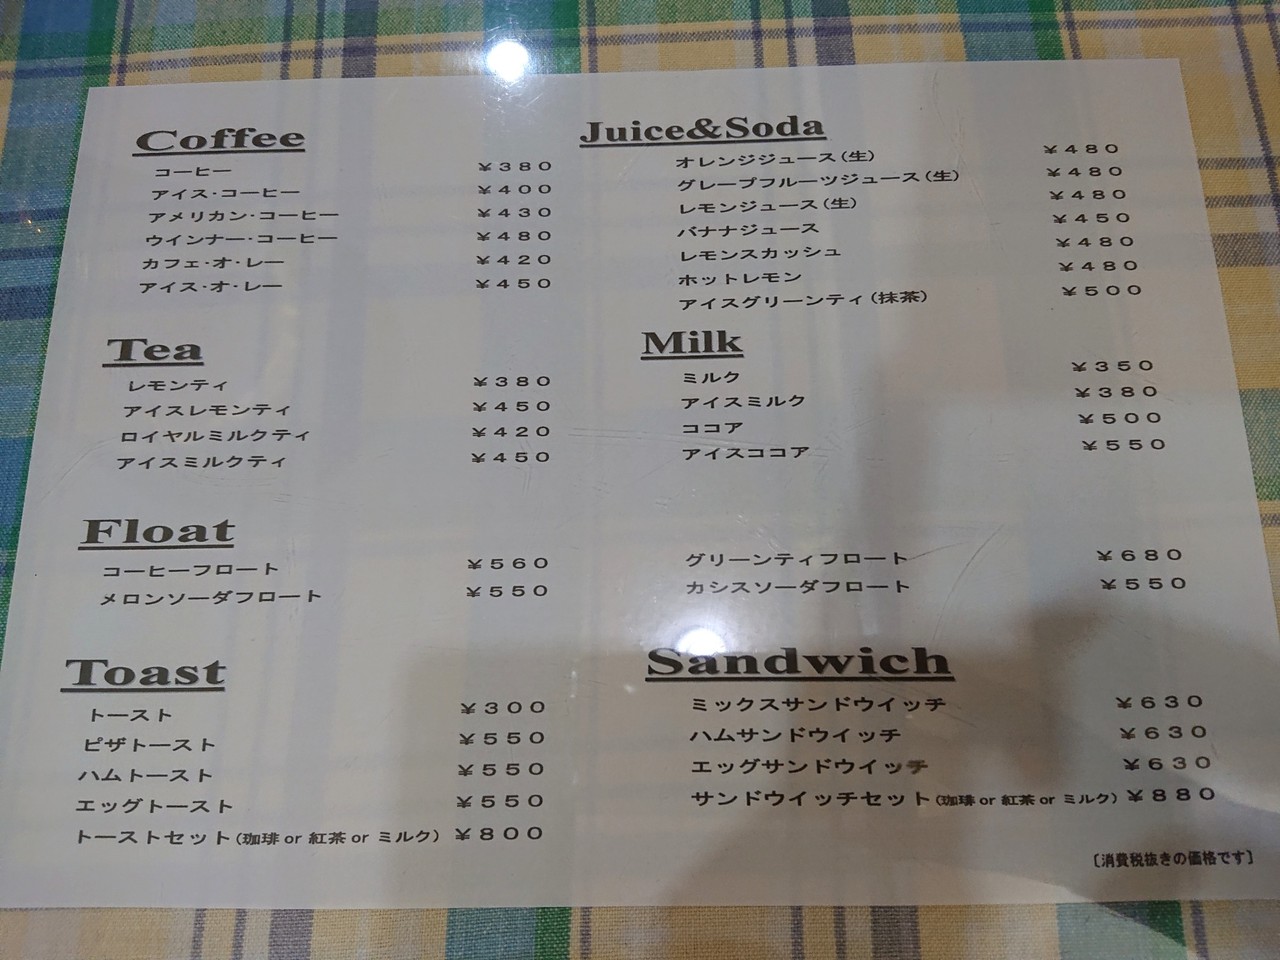 Coffee
コーヒー ￥３８０
アイス･コーヒー ￥４００
アメリカン･コーヒー ￥４３０
ウインナー･コーヒー ￥４８０
カフェ･オ･レー ￥４２０
アイス･オ･レー ￥４５０
Juice&Soda
オレンジジュース(生) ￥４８０
グレープフルーツジュース(生) ￥４８０
レモンジュース(生) ￥４８０
バナナジュース ￥４５０
レモンスカッシュ ￥４８０
ホットレモン ￥４８０
アイスグリーンティ(抹茶) ￥５００
Tea
レモンティ ￥３８０
アイスレモンティ ￥４５０
ロイヤルミルクティ ￥４２０
アイスミルクティ ￥４５０
Milk
ミルク ￥３５０
アイスミルク ￥３８０
ココア ￥５００
アイスココア ￥５５０
Float
コーヒーフロート ￥５６０
メロンソーダフロート ￥５５０
グリーンティフロート ￥６８０
カシスソーダフロート ￥５５０
Toast
トースト ￥３００
ピザトースト ￥５５０
ハムトースト ￥５５０
エッグトースト ￥５５０
トーストセット(珈琲 or 紅茶 or ミルク) ￥８００
Sandwich
ミックスサンドウイッチ ￥６３０
ハムサンドウイッチ ￥６３０
エッグサンドウイッチ ￥６３０
サンドウイッチセット(珈琲 or 紅茶 or ミルク) ￥８８０
〔消費税抜きの価格です〕